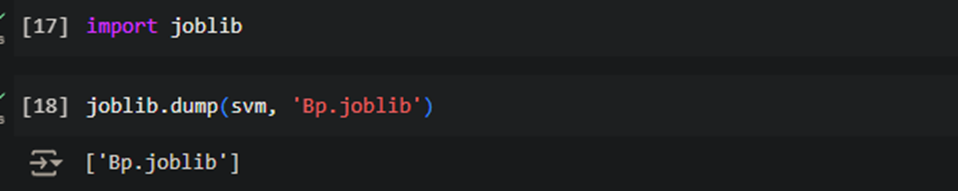 [17] import joblib
[18] joblib.dump(svm, 'Bp.joblib')
['Bp.joblib']